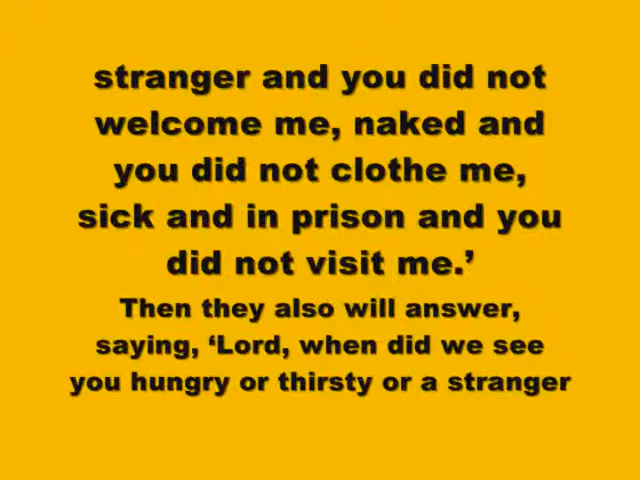 stranger and you did not
welcome me, naked and
you did not clothe me,
sick and in prison and you
did not visit me.’
Then they also will answer,
saying, ‘Lord, when did we see
you hungry or thirsty or a stranger